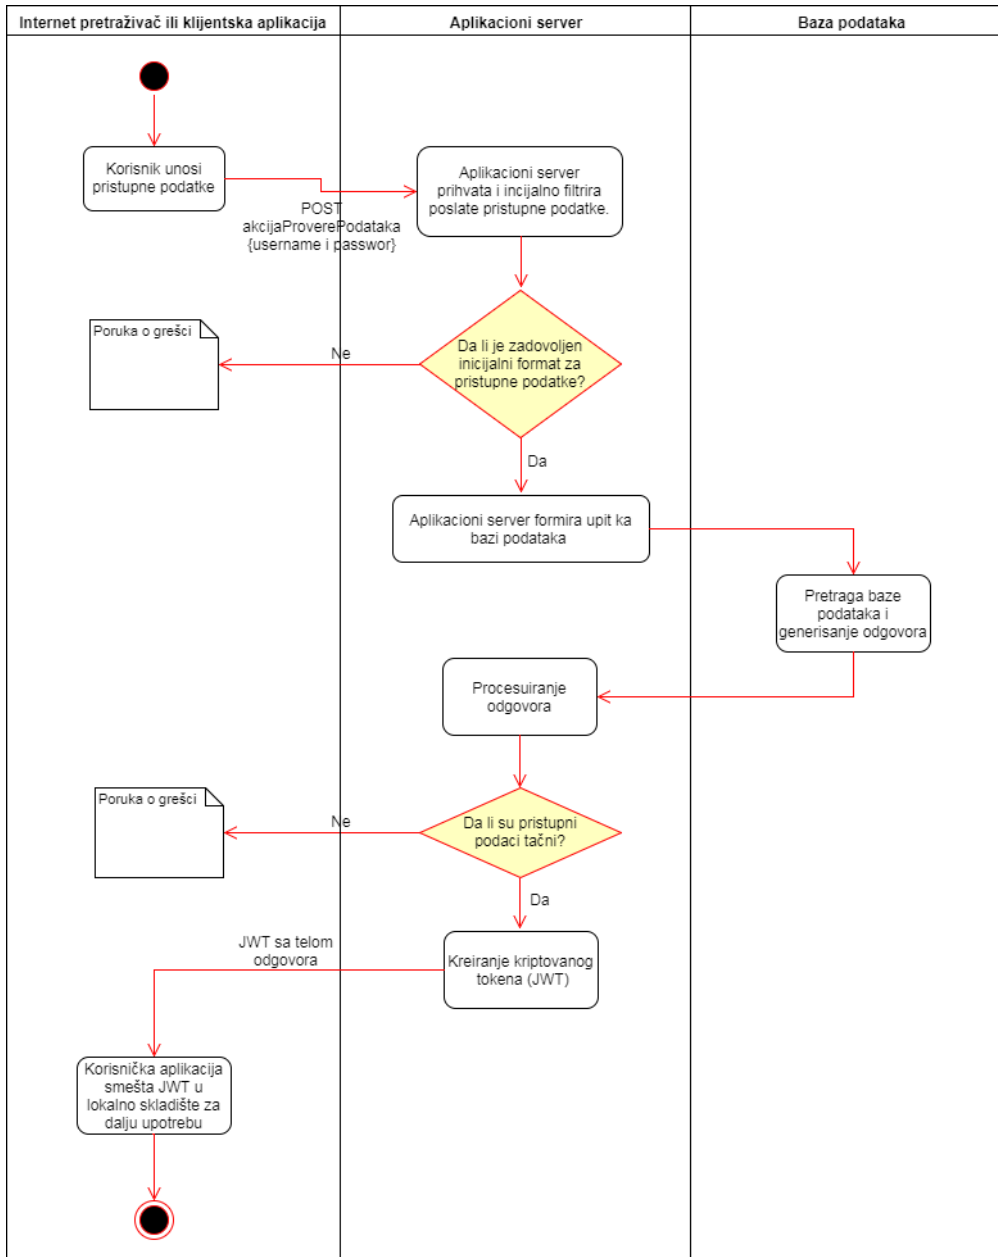 Internet pretraživač ili klijentska aplikacija
Aplikacioni server
Baza podataka
Korisnik unosi
pristupne podatke
POST
akcijaProverePodataka
{username i passwor}
Aplikacioni server
prihvata i incijalno filtrira
poslate pristupne podatke.
Poruka o grešci
Ne
Da li je zadovoljen
inicijalni format za
pristupne podatke?
Da
Aplikacioni server formira upit ka
bazi podataka
Pretraga baze
podataka i
generisanje odgovora
Procesuiranje
odgovora
Poruka o grešci
Ne
Da li su pristupni
podaci tačni?
Da
JWT sa telom
odgovora
Kreiranje kriptovanog
tokena (JWT)
Korisnička aplikacija
smešta JWT u
lokalno skladište za
dalju upotrebu